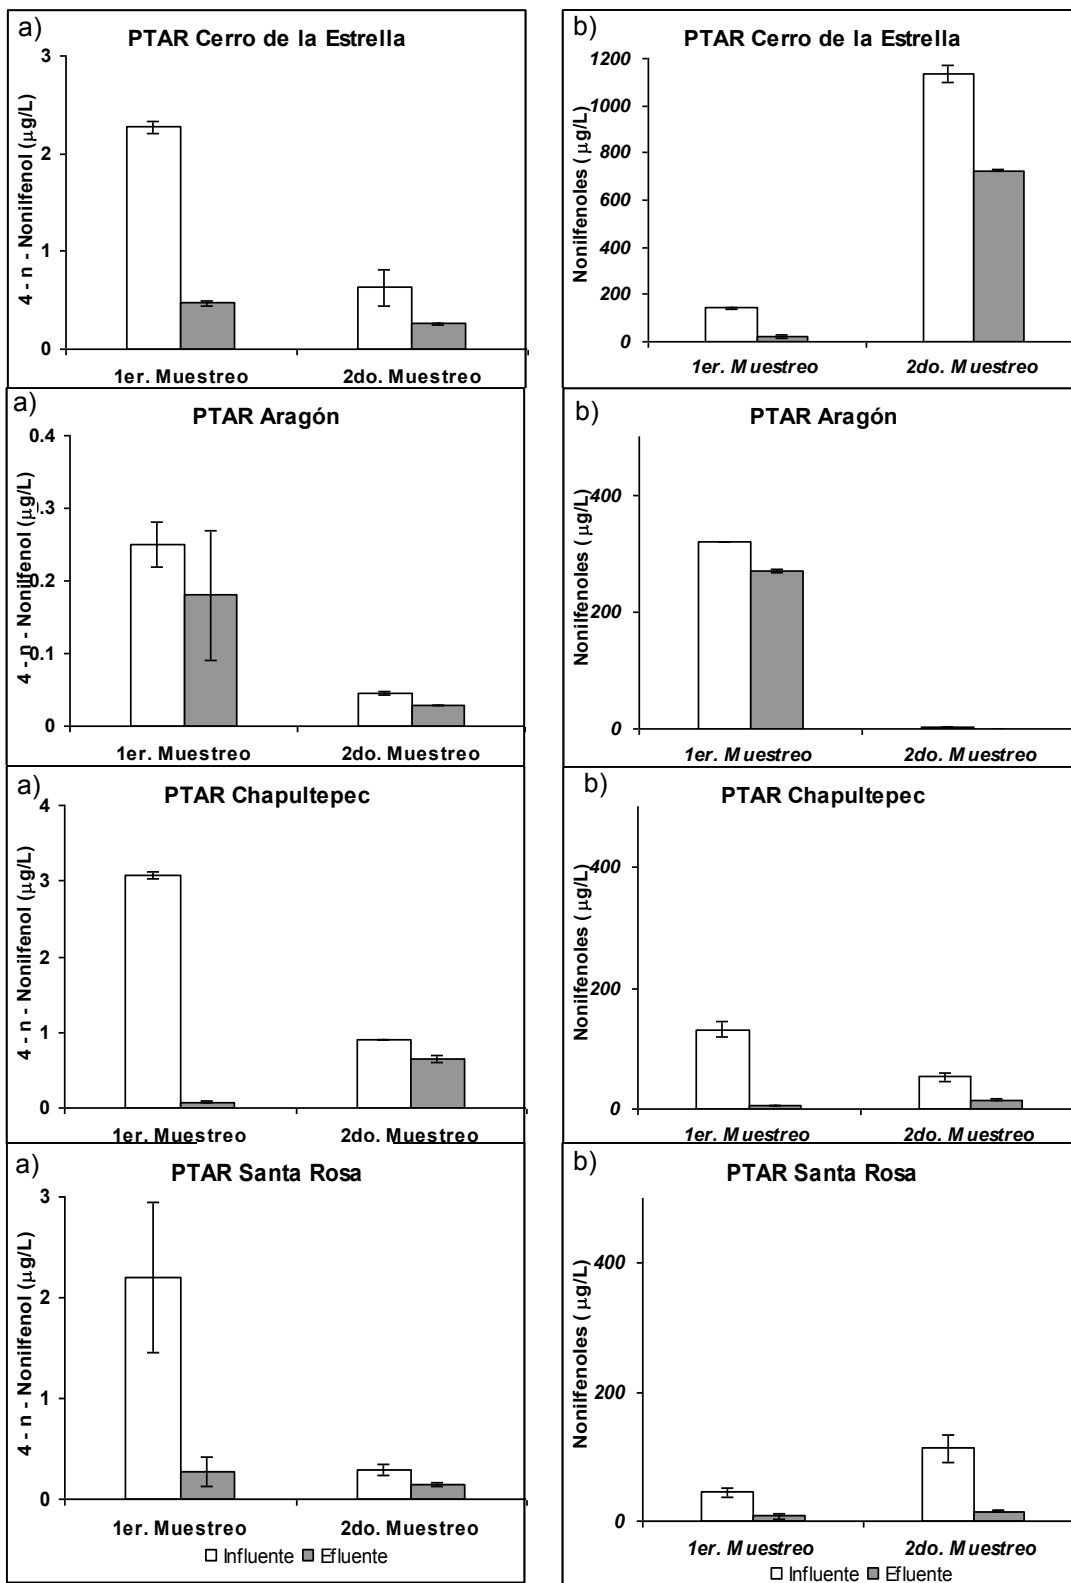 a)
PTAR Cerro de la Estrella
4 - n - Nonilfenol (µg/L)
3
2
1
0
1er. Muestreo
2do. Muestreo
b)
PTAR Cerro de la Estrella
Nonilfenoles ( µg/L)
1200
1000
800
600
400
200
0
1er. Muestreo
2do. Muestreo
a)
PTAR Aragón
4 - n - Nonilfenol (µg/L)
0.4
0.3
0.2
0.1
0
1er. Muestreo
2do. Muestreo
b)
PTAR Aragón
Nonilfenoles ( µg/L)
400
200
0
1er. Muestreo
2do. Muestreo
a)
PTAR Chapultepec
4 - n - Nonilfenol (µg/L)
4
3
2
1
0
1er. Muestreo
2do. Muestreo
b)
PTAR Chapultepec
Nonilfenoles ( µg/L)
400
200
0
1er. Muestreo
2do. Muestreo
a)
PTAR Santa Rosa
4 - n - Nonilfenol (µg/L)
3
2
1
0
1er. Muestreo
2do. Muestreo
Influente
Efluente
b)
PTAR Santa Rosa
Nonilfenoles ( µg/L)
400
200
0
1er. Muestreo
2do. Muestreo
Influente
Efluente